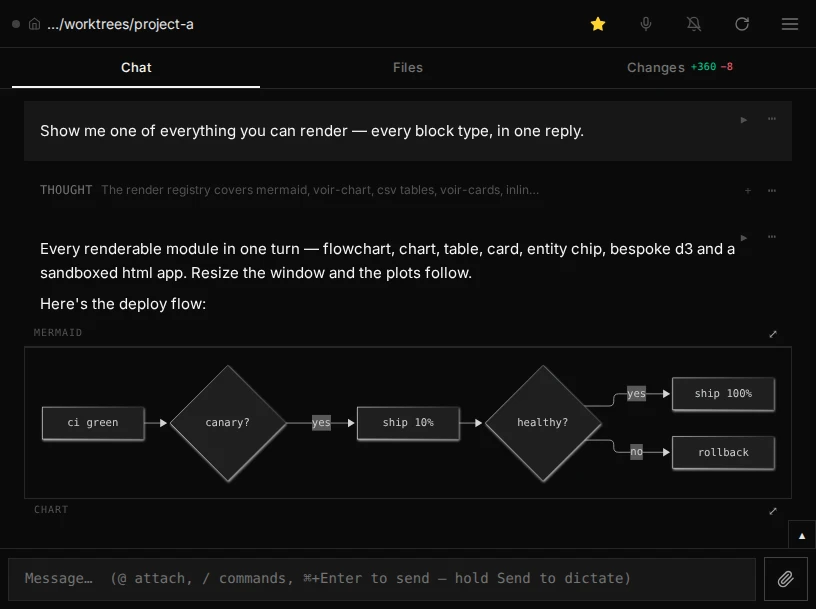 .../worktrees/project-a
Chat
Files
Changes +360 −8
Show me one of everything you can render — every block type, in one reply.
THOUGHT The render registry covers mermaid, voir-chart, csv tables, voir-cards, inlin...
Every renderable module in one turn — flowchart, chart, table, card, entity chip, bespoke d3 and a
sandboxed html app. Resize the window and the plots follow.
Here's the deploy flow:
MERMAID
ci green
canary?
yes
ship 10%
healthy?
yes
ship 100%
no
rollback
CHART
Message… (@ attach, / commands, ⌘+Enter to send — hold Send to dictate)